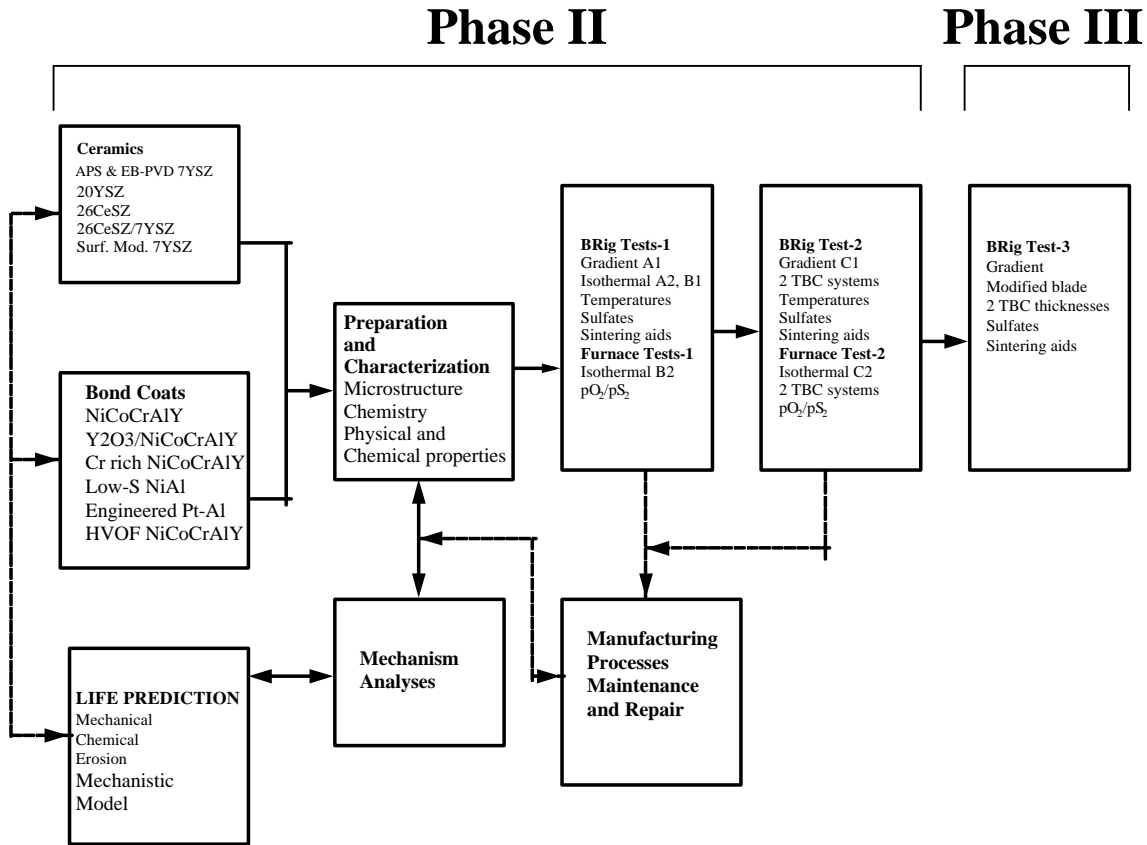 Phase II
Phase III
Ceramics
APS & EB-PVD 7YSZ
20YSZ
26CeSZ
26CeSZ/7YSZ
Surf. Mod. 7YSZ
Bond Coats
NiCoCrAlY
Y2O3/NiCoCrAlY
Cr rich NiCoCrAlY
Low-S NiAl
Engineered Pt-Al
HVOF NiCoCrAlY
LIFE PREDICTION
Mechanical
Chemical
Erosion
Mechanistic
Model
Preparation
and
Characterization
Microstructure
Chemistry
Physical and
Chemical properties
Mechanism
Analyses
BRig Tests-1
Gradient A1
Isothermal A2, B1
Temperatures
Sulfates
Sintering aids
Furnace Tests-1
Isothermal B2
pO₂/pS₂
Manufacturing
Processes
Maintenance
and Repair
BRig Test-2
Gradient C1
2 TBC systems
Temperatures
Sulfates
Sintering aids
Furnace Test-2
Isothermal C2
2 TBC systems
pO₂/pS₂
BRig Test-3
Gradient
Modified blade
2 TBC thicknesses
Sulfates
Sintering aids